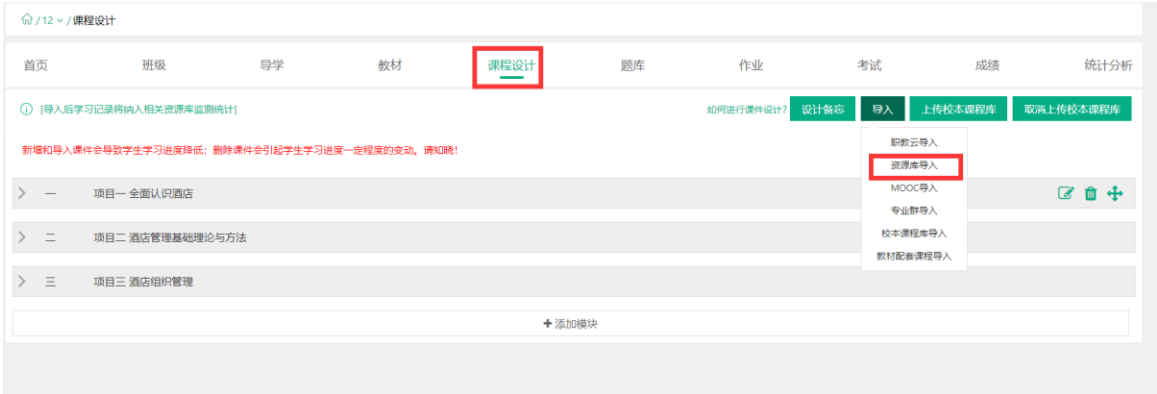 / 12 / 课程设计
首页 班级 导学 教材 课程设计 题库 作业 考试 成绩 统计分析
[导入后学习记录将纳入相关资源库监测统计] 如何进行课件设计? 设计备忘 导入 上传校本课程库 取消上传校本课程库
职教云导入
新增和导入课件会导致学生学习进度降低; 删除课件会引起学生学习进度一定程度的变动。请知晓!
资源库导入
MOOC导入
专业群导入
校本课程库导入
教材配套课程导入
一 项目一 全面认识酒店
二 项目二 酒店管理基础理论与方法
三 项目三 酒店组织管理
+添加模块